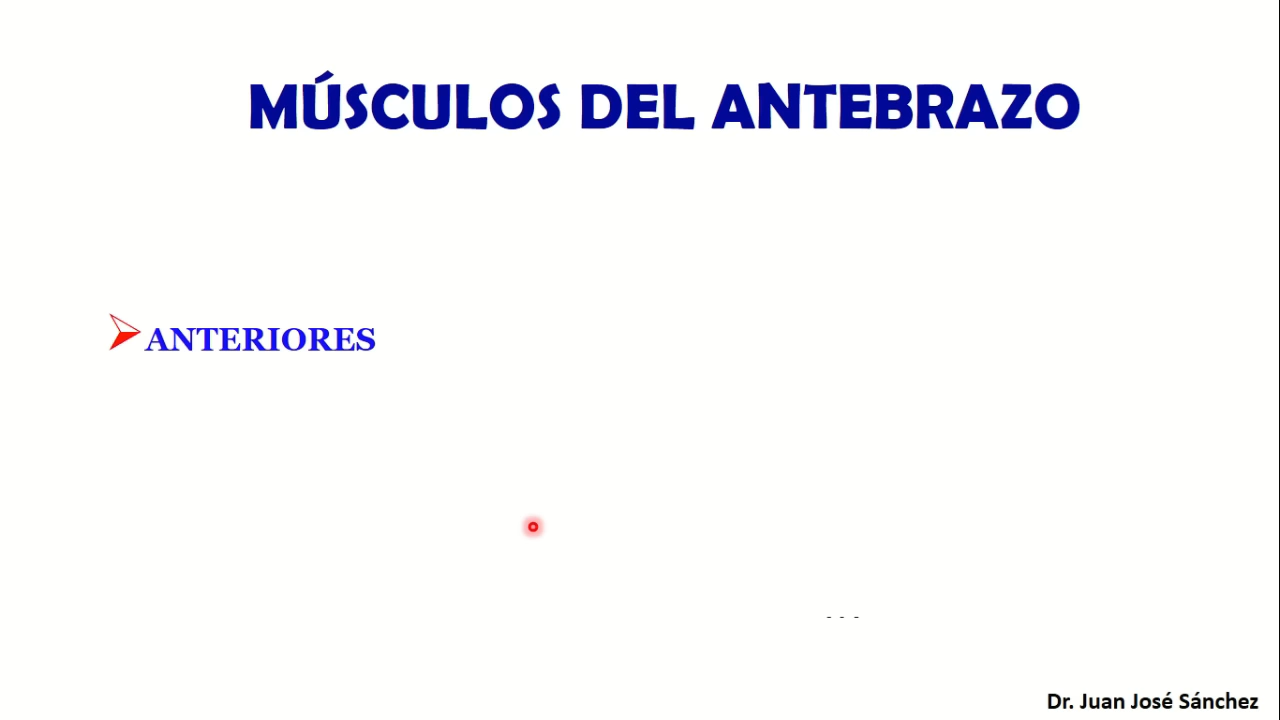 MÚSCULOS DEL ANTEBRAZO
ANTERIORES
- - -
Dr. Juan José Sánchez